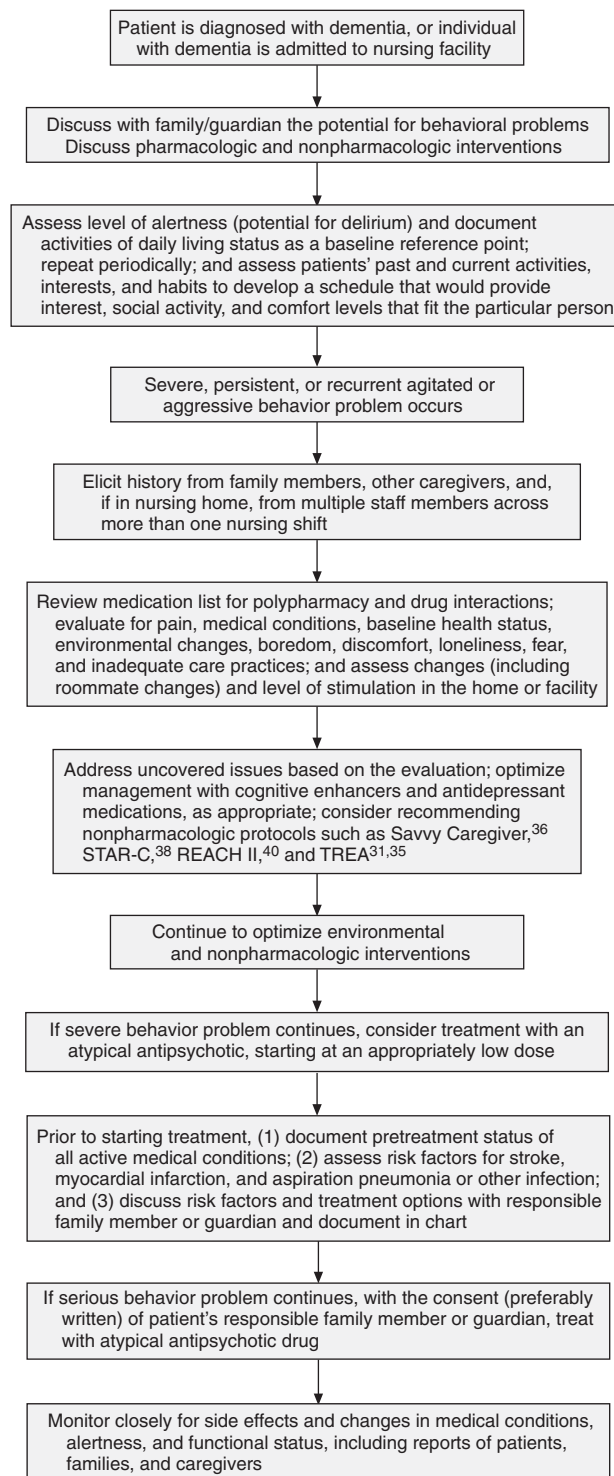 Patient is diagnosed with dementia, or individual
with dementia is admitted to nursing facility
Discuss with family/guardian the potential for behavioral problems
Discuss pharmacologic and nonpharmacologic interventions
Assess level of alertness (potential for delirium) and document
activities of daily living status as a baseline reference point;
repeat periodically; and assess patients' past and current activities,
interests, and habits to develop a schedule that would provide
interest, social activity, and comfort levels that fit the particular person
Severe, persistent, or recurrent agitated or
aggressive behavior problem occurs
Elicit history from family members, other caregivers, and,
if in nursing home, from multiple staff members across
more than one nursing shift
Review medication list for polypharmacy and drug interactions;
evaluate for pain, medical conditions, baseline health status,
environmental changes, boredom, discomfort, loneliness, fear,
and inadequate care practices; and assess changes (including
roommate changes) and level of stimulation in the home or facility
Address uncovered issues based on the evaluation; optimize
management with cognitive enhancers and antidepressant
medications, as appropriate; consider recommending
nonpharmacologic protocols such as Savvy Caregiver,36
STAR-C,38 REACH II,40 and TREA31,35
Continue to optimize environmental
and nonpharmacologic interventions
If severe behavior problem continues, consider treatment with an
atypical antipsychotic, starting at an appropriately low dose
Prior to starting treatment, (1) document pretreatment status of
all active medical conditions; (2) assess risk factors for stroke,
myocardial infarction, and aspiration pneumonia or other infection;
and (3) discuss risk factors and treatment options with responsible
family member or guardian and document in chart
If serious behavior problem continues, with the consent (preferably
written) of patient's responsible family member or guardian, treat
with atypical antipsychotic drug
Monitor closely for side effects and changes in medical conditions,
alertness, and functional status, including reports of patients,
families, and caregivers